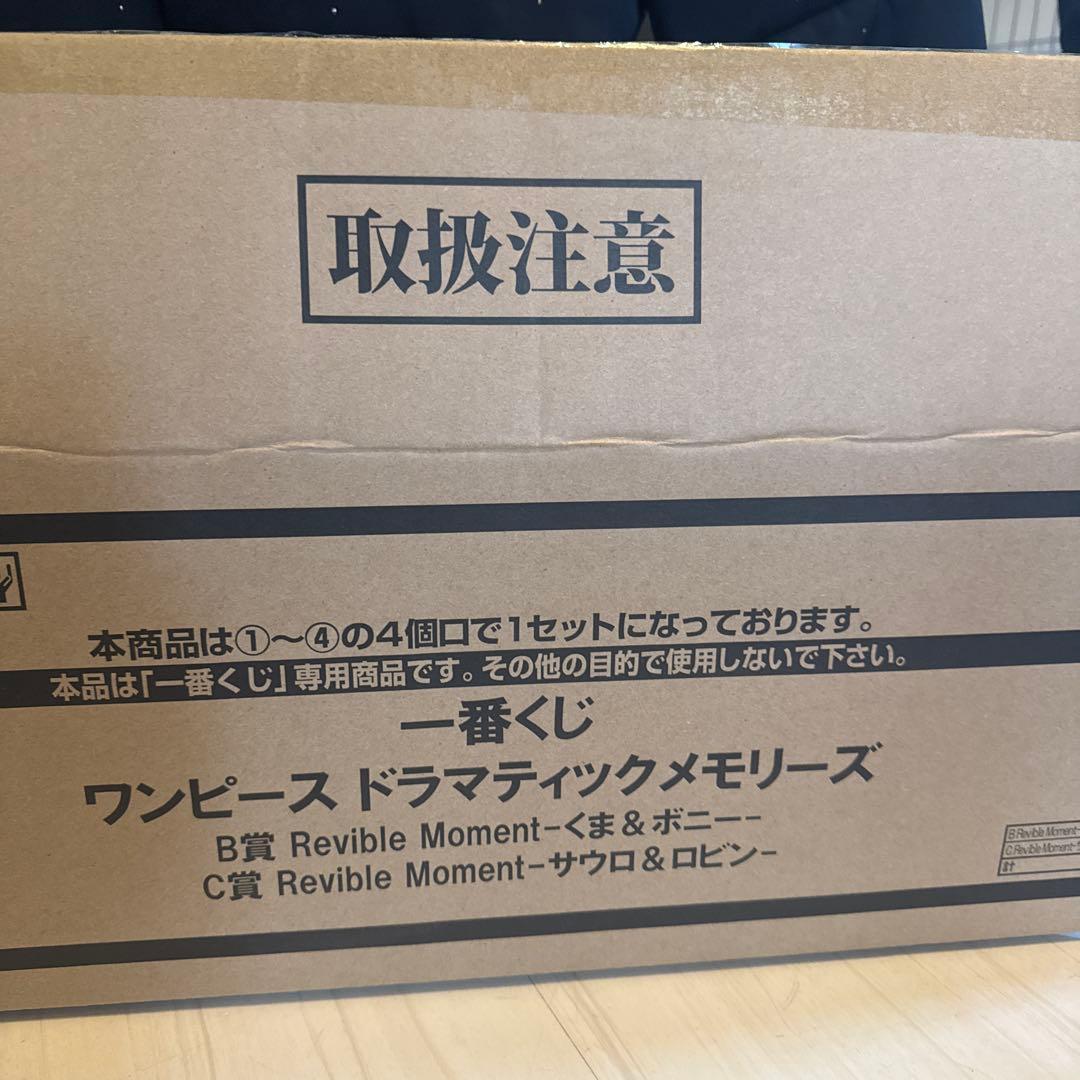 取扱注意
本商品は①～④の4個口で1セットになっております。
本品は「一番くじ」専用商品です。その他の目的で使用しないで下さい。
一番くじ
ワンピース ドラマティックメモリーズ
B賞 Revible Moment-くま&ボニー-
C賞 Revible Moment-サウロ&ロビン-
B.Revible Moment-
C.Revible Moment-
計